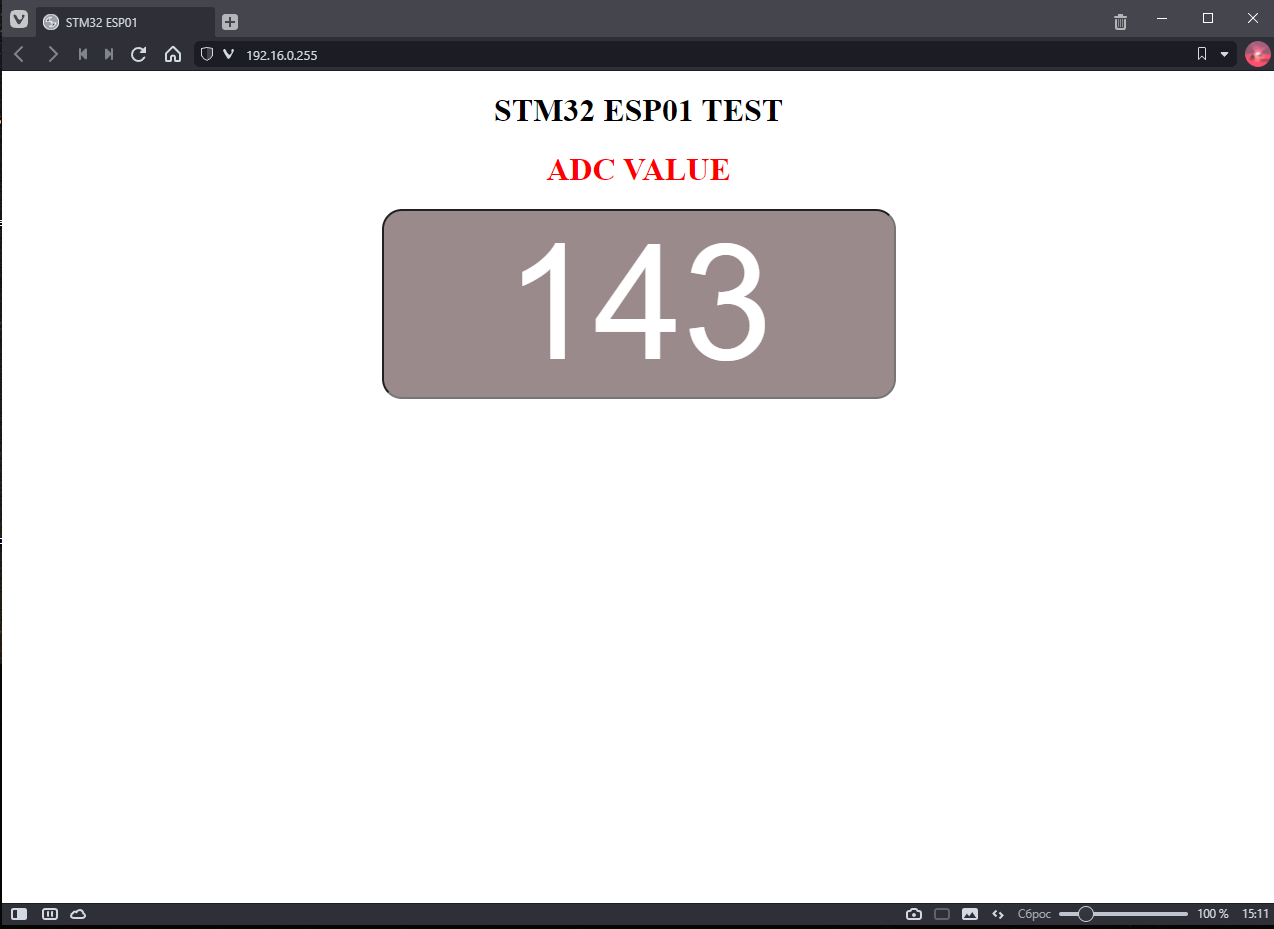 STM32 ESP01
192.16.0.255
STM32 ESP01 TEST
ADC VALUE
143
Сброс 100 % 15:11